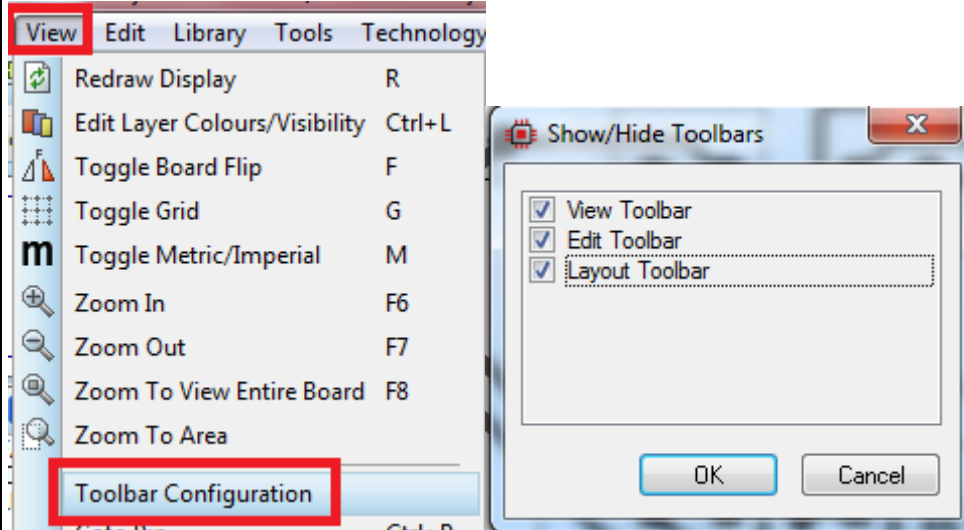 View Edit Library Tools Technology
Redraw Display R
Edit Layer Colours/Visibility Ctrl+L
Toggle Board Flip F
Toggle Grid G
m Toggle Metric/Imperial M
Zoom In F6
Zoom Out F7
Zoom To View Entire Board F8
Zoom To Area
Toolbar Configuration
Show/Hide Toolbars
View Toolbar
Edit Toolbar
Layout Toolbar
OK Cancel